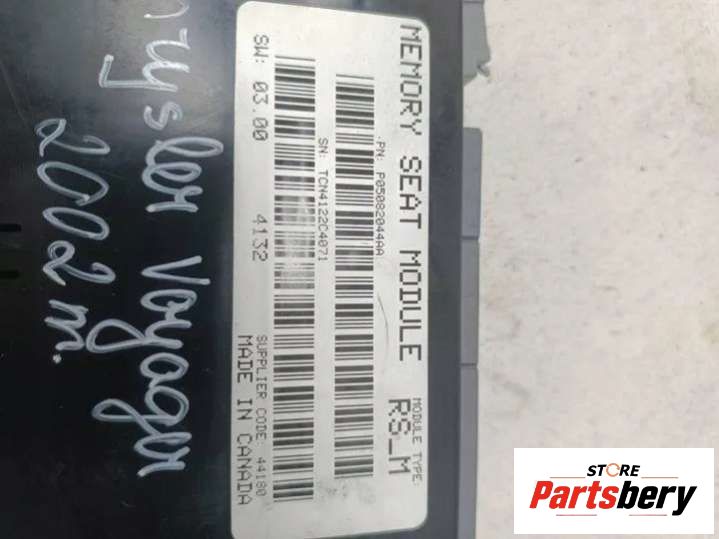 MEMORY SEAT MODULE
MODULE TYPE:
RS_M
PN: P05082044AA
SN: TCN4122C4071
SW: 03.00
4132
SUPPLIER CODE: 44180
MADE IN CANADA
Voyager
2002 m.
STORE
Partsbery